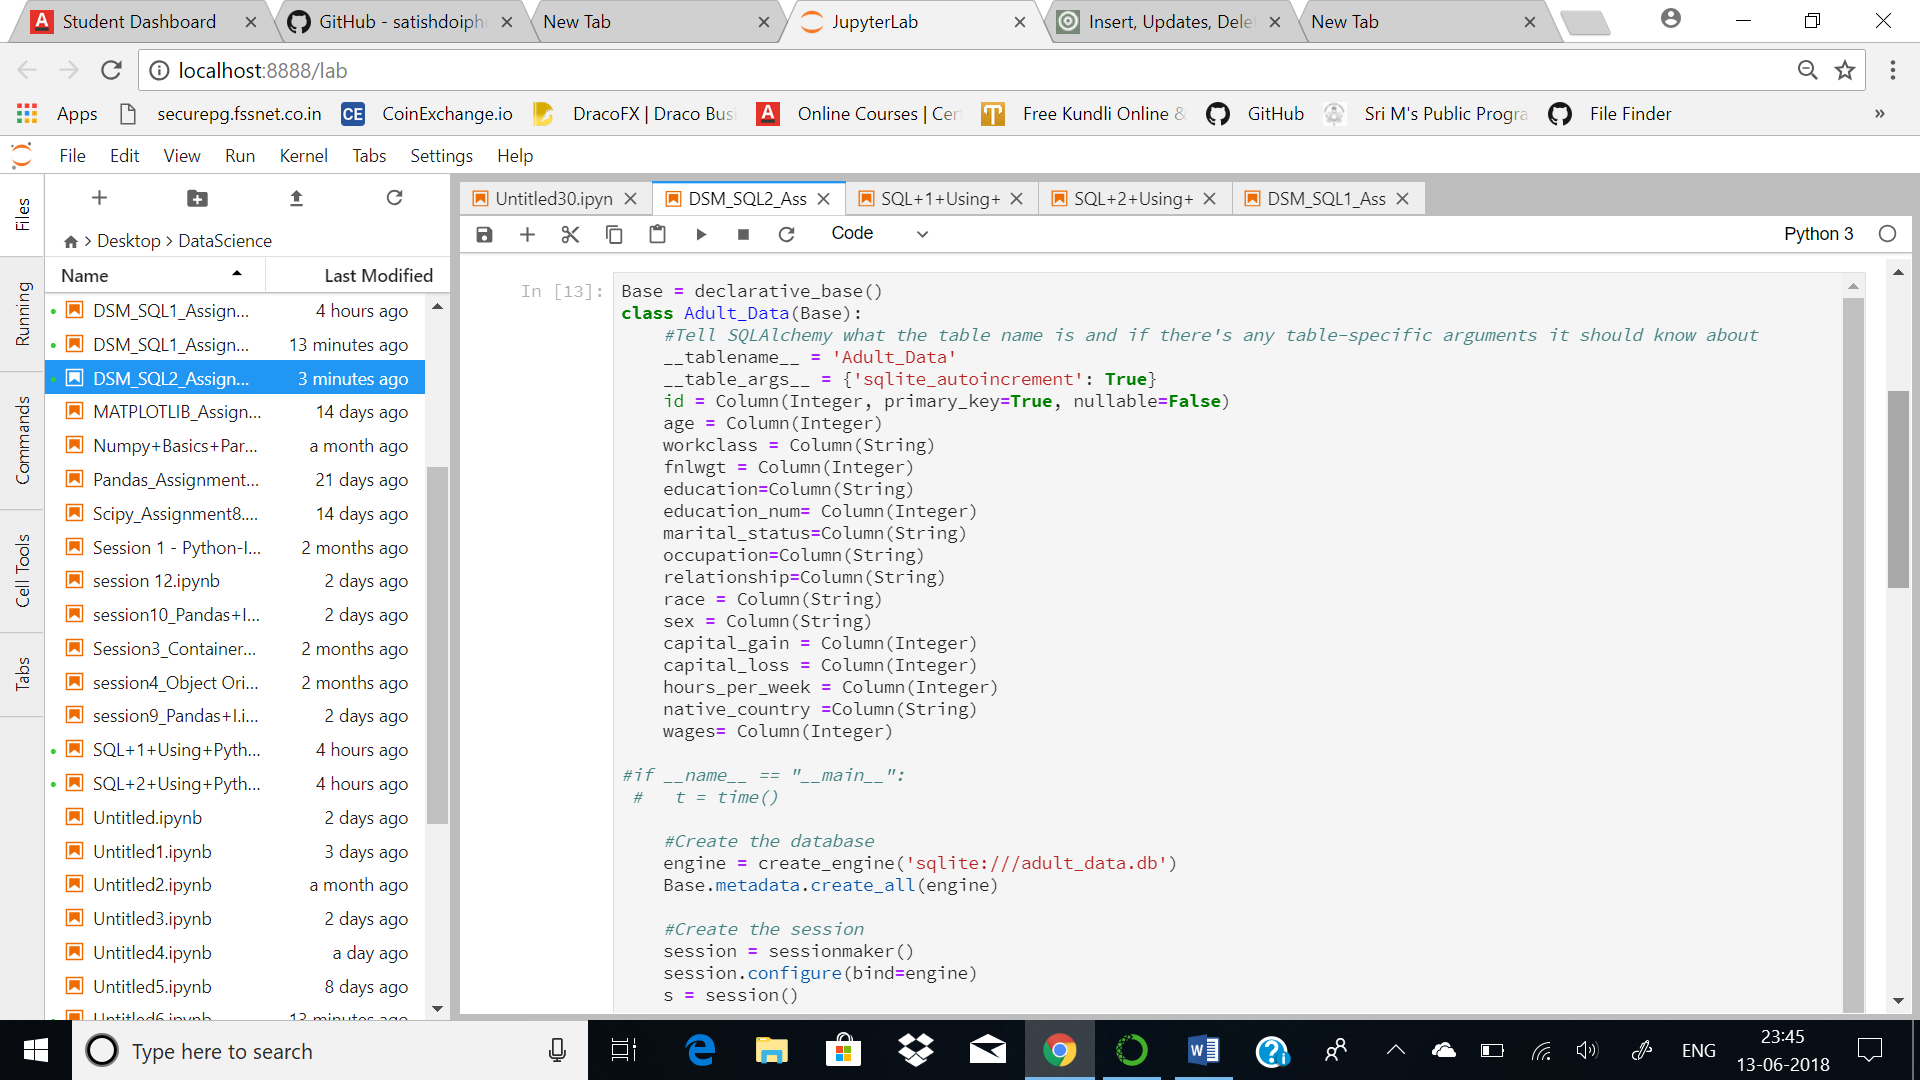 Student Dashboard
GitHub - satishdoiph
New Tab
JupyterLab
Insert, Updates, Dele
New Tab
localhost:8888/lab
Apps
securepg.fssnet.co.in
CE CoinExchange.io
DracoFX | Draco Busi
A Online Courses | Cer
T Free Kundli Online &
GitHub
Sri M's Public Progra
File Finder
»
File Edit View Run Kernel Tabs Settings Help
Files
Running
Commands
Cell Tools
Tabs
Desktop > DataScience
Name Last Modified
DSM_SQL1_Assign... 4 hours ago
DSM_SQL1_Assign... 13 minutes ago
DSM_SQL2_Assign... 3 minutes ago
MATPLOTLIB_Assign... 14 days ago
Numpy+Basics+Par... a month ago
Pandas_Assignment... 21 days ago
Scipy_Assignment8.... 14 days ago
Session 1 - Python-I... 2 months ago
session 12.ipynb 2 days ago
session10_Pandas+I... 2 days ago
Session3_Container... 2 months ago
session4_Object Ori... 2 months ago
session9_Pandas+I.i... 2 days ago
SQL+1+Using+Pyth... 4 hours ago
SQL+2+Using+Pyth... 4 hours ago
Untitled.ipynb 2 days ago
Untitled1.ipynb 3 days ago
Untitled2.ipynb a month ago
Untitled3.ipynb 2 days ago
Untitled4.ipynb a day ago
Untitled5.ipynb 8 days ago
Untitled6.ipynb 13 minutes ago
Untitled30.ipyn
DSM_SQL2_Ass
SQL+1+Using+
SQL+2+Using+
DSM_SQL1_Ass
Code
Python 3
In [13]:
Base = declarative_base()
class Adult_Data(Base):
    #Tell SQLAlchemy what the table name is and if there's any table-specific arguments it should know about
    __tablename__ = 'Adult_Data'
    __table_args__ = {'sqlite_autoincrement': True}
    id = Column(Integer, primary_key=True, nullable=False)
    age = Column(Integer)
    workclass = Column(String)
    fnlwgt = Column(Integer)
    education=Column(String)
    education_num= Column(Integer)
    marital_status=Column(String)
    occupation=Column(String)
    relationship=Column(String)
    race = Column(String)
    sex = Column(String)
    capital_gain = Column(Integer)
    capital_loss = Column(Integer)
    hours_per_week = Column(Integer)
    native_country =Column(String)
    wages= Column(Integer)
#if __name__ == "__main__":
 #   t = time()
    #Create the database
    engine = create_engine('sqlite:///adult_data.db')
    Base.metadata.create_all(engine)
    #Create the session
    session = sessionmaker()
    session.configure(bind=engine)
    s = session()
Type here to search
ENG
23:45
13-06-2018